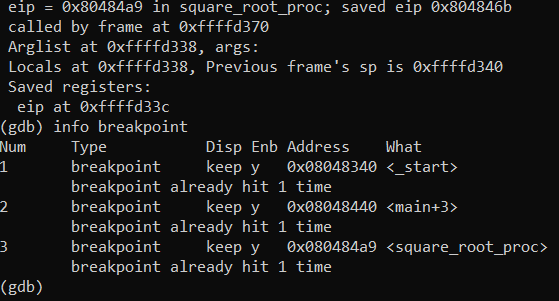 eip = 0x80484a9 in square_root_proc; saved eip 0x804846b
called by frame at 0xffffd370
Arglist at 0xffffd338, args:
Locals at 0xffffd338, Previous frame's sp is 0xffffd340
Saved registers:
eip at 0xffffd33c
(gdb) info breakpoint
Num Type Disp Enb Address What
1 breakpoint keep y 0x08048340 <_start>
breakpoint already hit 1 time
2 breakpoint keep y 0x08048440 <main+3>
breakpoint already hit 1 time
3 breakpoint keep y 0x080484a9 <square_root_proc>
breakpoint already hit 1 time
(gdb)